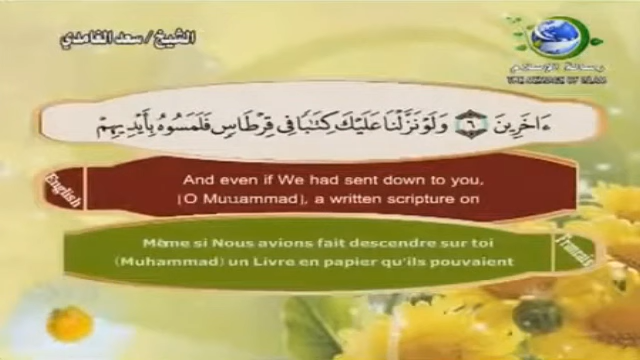 الشيخ / سعد الغامدي
رسالة الإسلام
THE MESSAGE OF ISLAM
ءَاخَرِينَ ٦ وَلَوْ نَزَّلْنَا عَلَيْكَ كِتَٰبًا فِى قِرْطَاسٍ فَلَمَسُوهُ بِأَيْدِيهِمْ
English
And even if We had sent down to you,
[O Muḥammad], a written scripture on
Même si Nous avions fait descendre sur toi
(Muhammad) un Livre en papier qu'ils pouvaient
Français